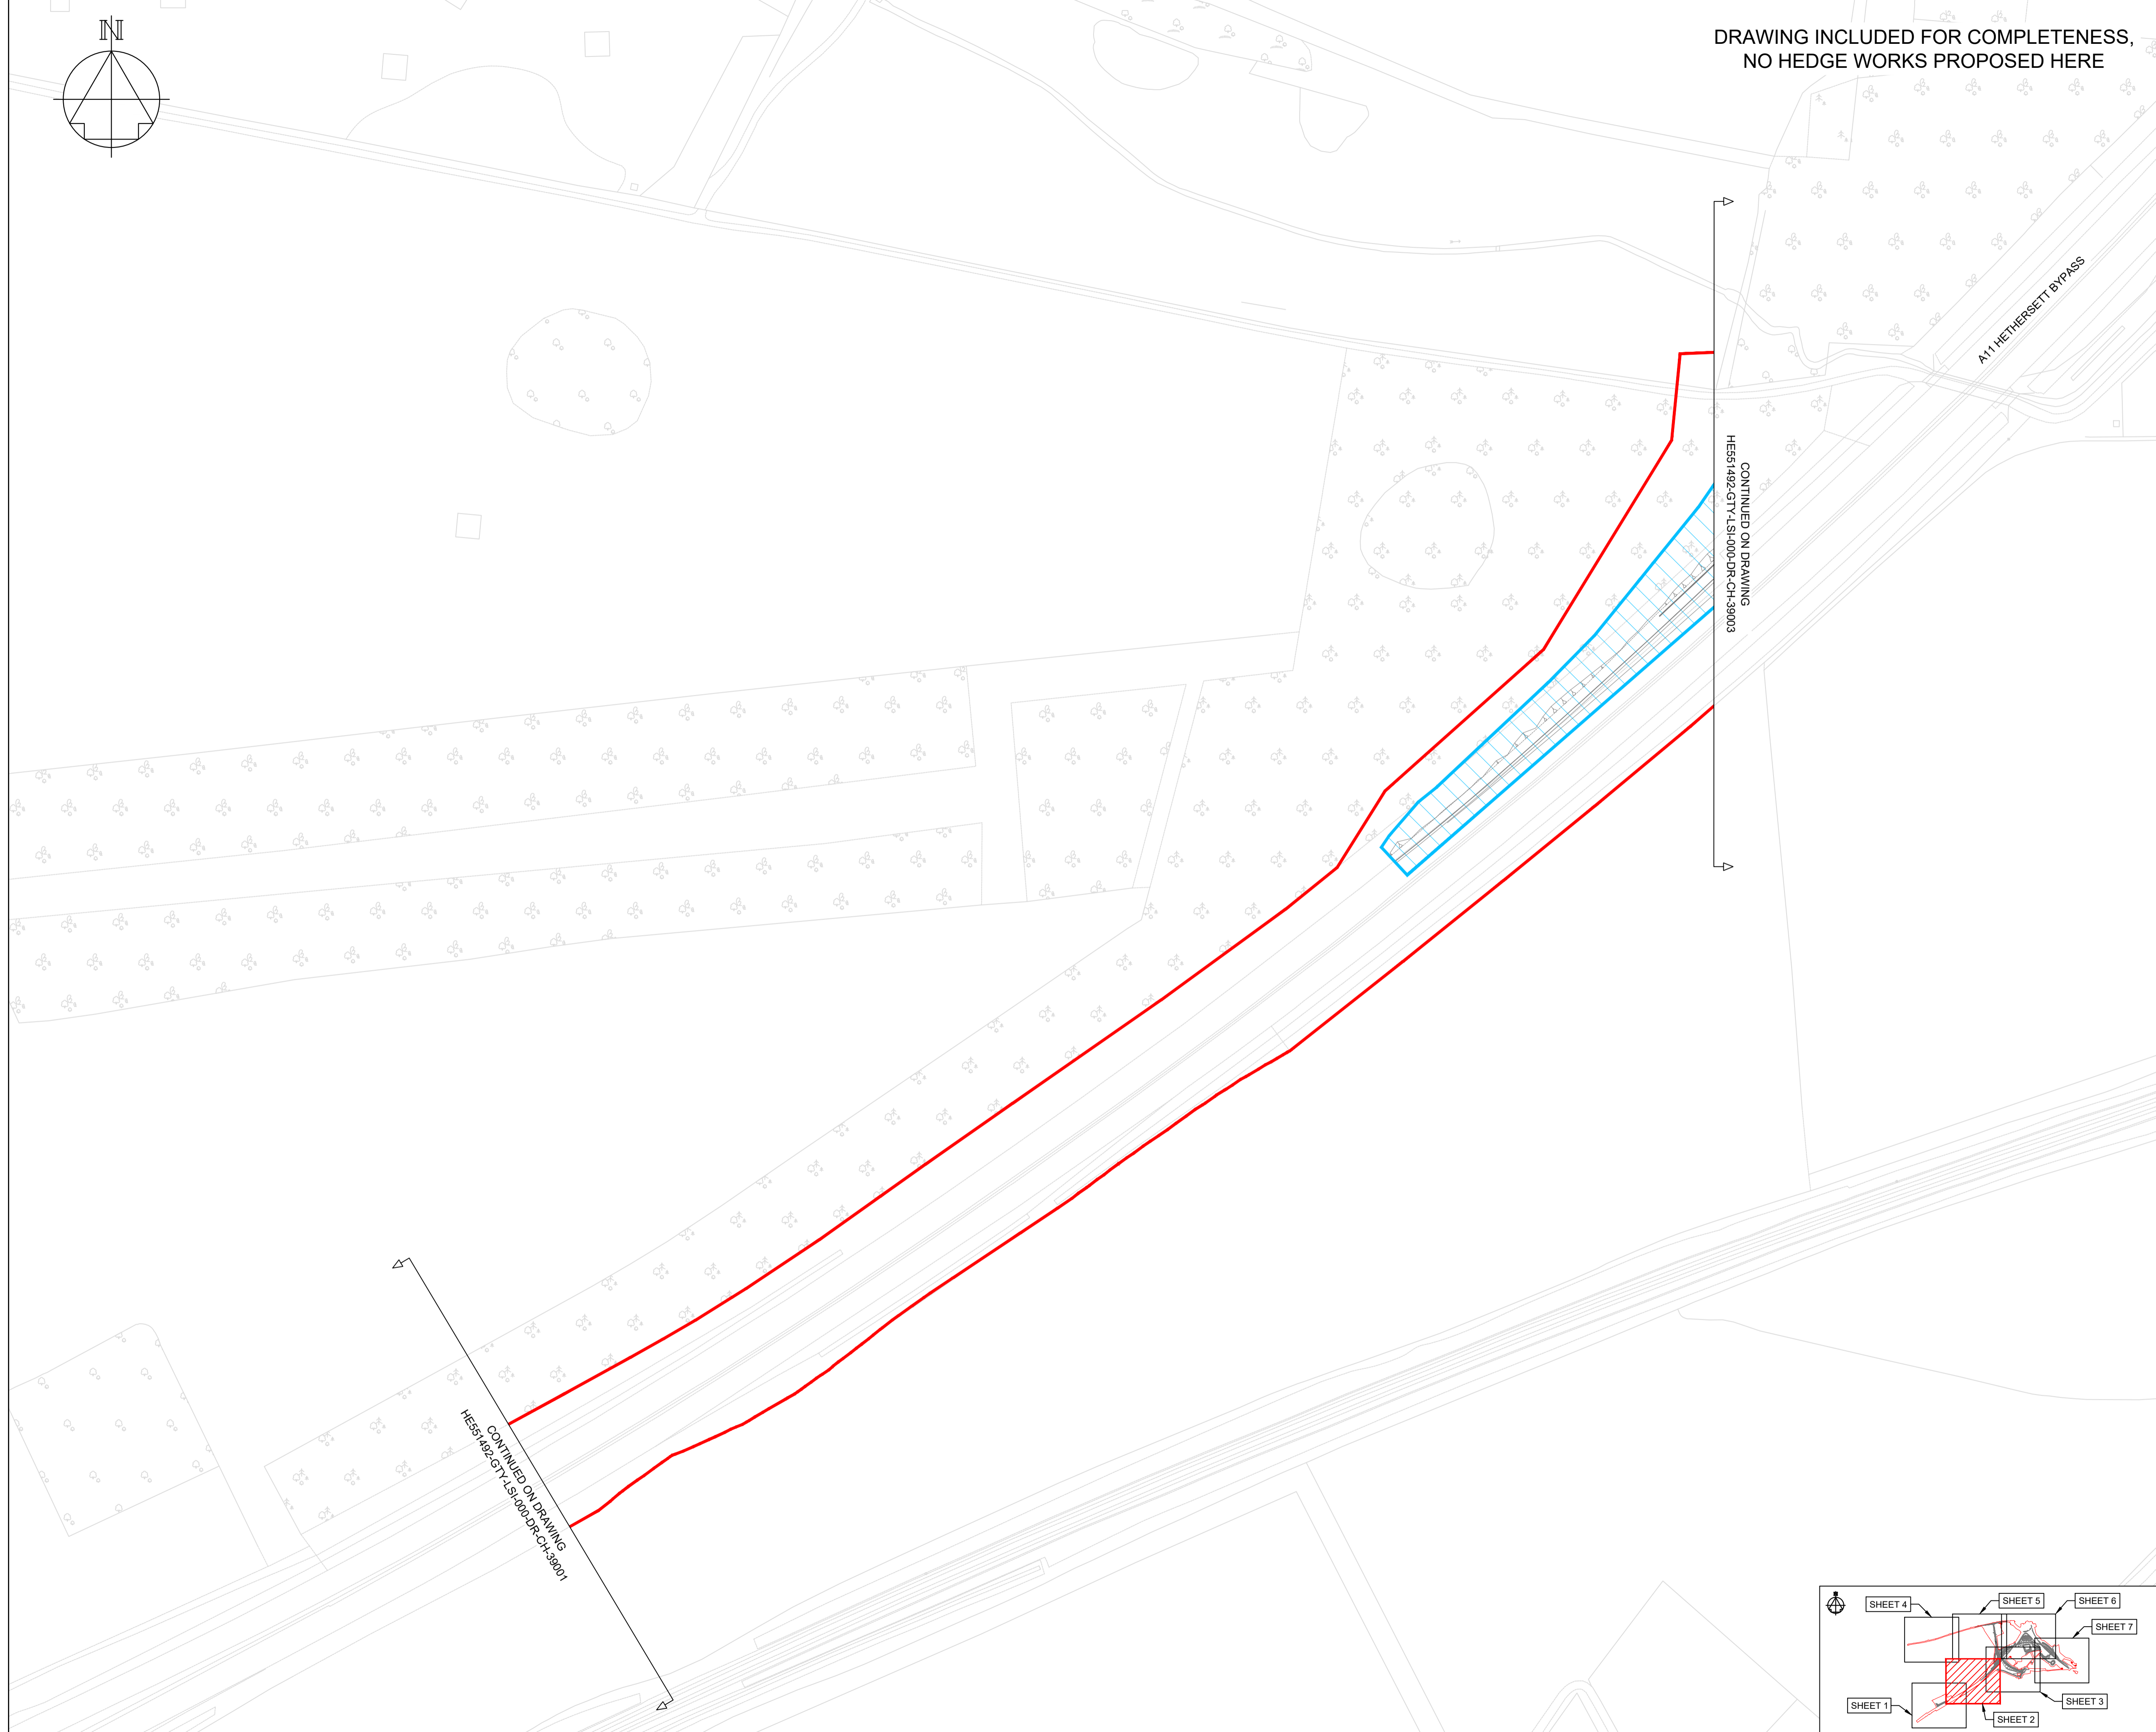 N
DRAWING INCLUDED FOR COMPLETENESS,
NO HEDGE WORKS PROPOSED HERE
A11 HETHERSETT BYPASS
CONTINUED ON DRAWING
HE551492-GTY-LSI-000-DR-CH-39003
CONTINUED ON DRAWING
HE551492-GTY-LSI-000-DR-CH-39001
SHEET 4
SHEET 5
SHEET 6
SHEET 7
SHEET 1
SHEET 3
SHEET 2